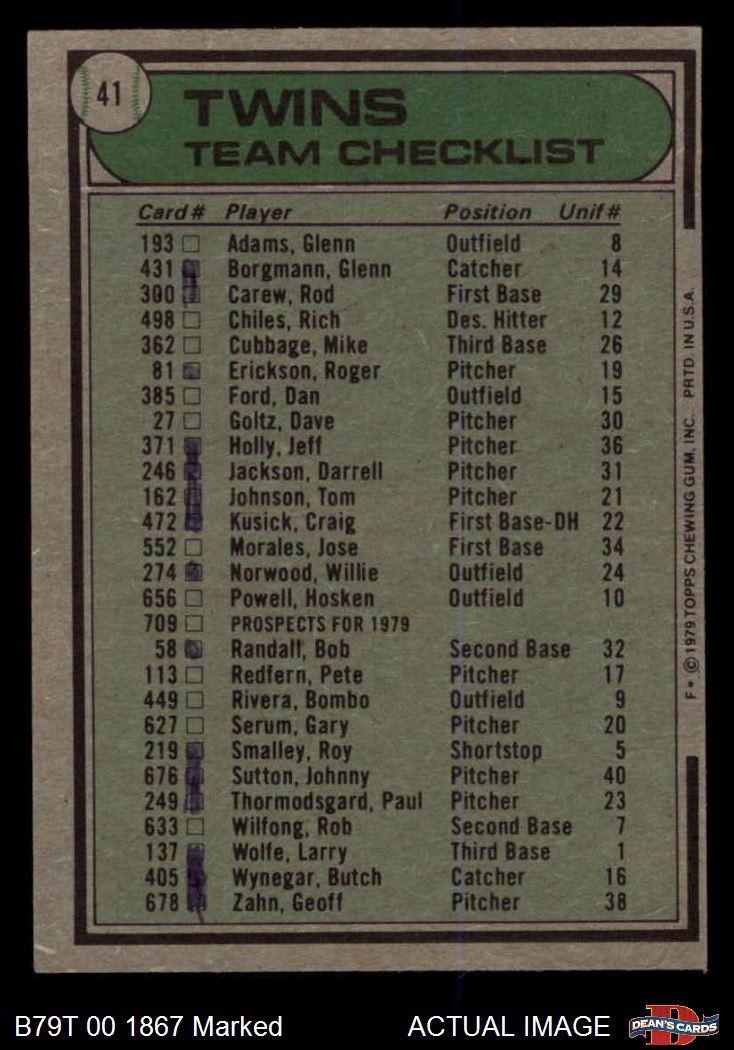 41
TWINS
TEAM CHECKLIST
Card # Player Position Unif #
193 Adams, Glenn Outfield 8
431 Borgmann, Glenn Catcher 14
300 Carew, Rod First Base 29
498 Chiles, Rich Des. Hitter 12
362 Cubbage, Mike Third Base 26
81 Erickson, Roger Pitcher 19
385 Ford, Dan Outfield 15
27 Goltz, Dave Pitcher 30
371 Holly, Jeff Pitcher 36
246 Jackson, Darrell Pitcher 31
162 Johnson, Tom Pitcher 21
472 Kusick, Craig First Base-DH 22
552 Morales, Jose First Base 34
274 Norwood, Willie Outfield 24
656 Powell, Hosken Outfield 10
709 PROSPECTS FOR 1979
58 Randall, Bob Second Base 32
113 Redfern, Pete Pitcher 17
449 Rivera, Bombo Outfield 9
627 Serum, Gary Pitcher 20
219 Smalley, Roy Shortstop 5
676 Sutton, Johnny Pitcher 40
249 Thormodsgard, Paul Pitcher 23
633 Wilfong, Rob Second Base 7
137 Wolfe, Larry Third Base 1
405 Wynegar, Butch Catcher 16
678 Zahn, Geoff Pitcher 38
F* © 1979 TOPPS CHEWING GUM, INC. PRTD. IN U.S.A.
B79T 00 1867 Marked ACTUAL IMAGE
DEAN'S CARDS